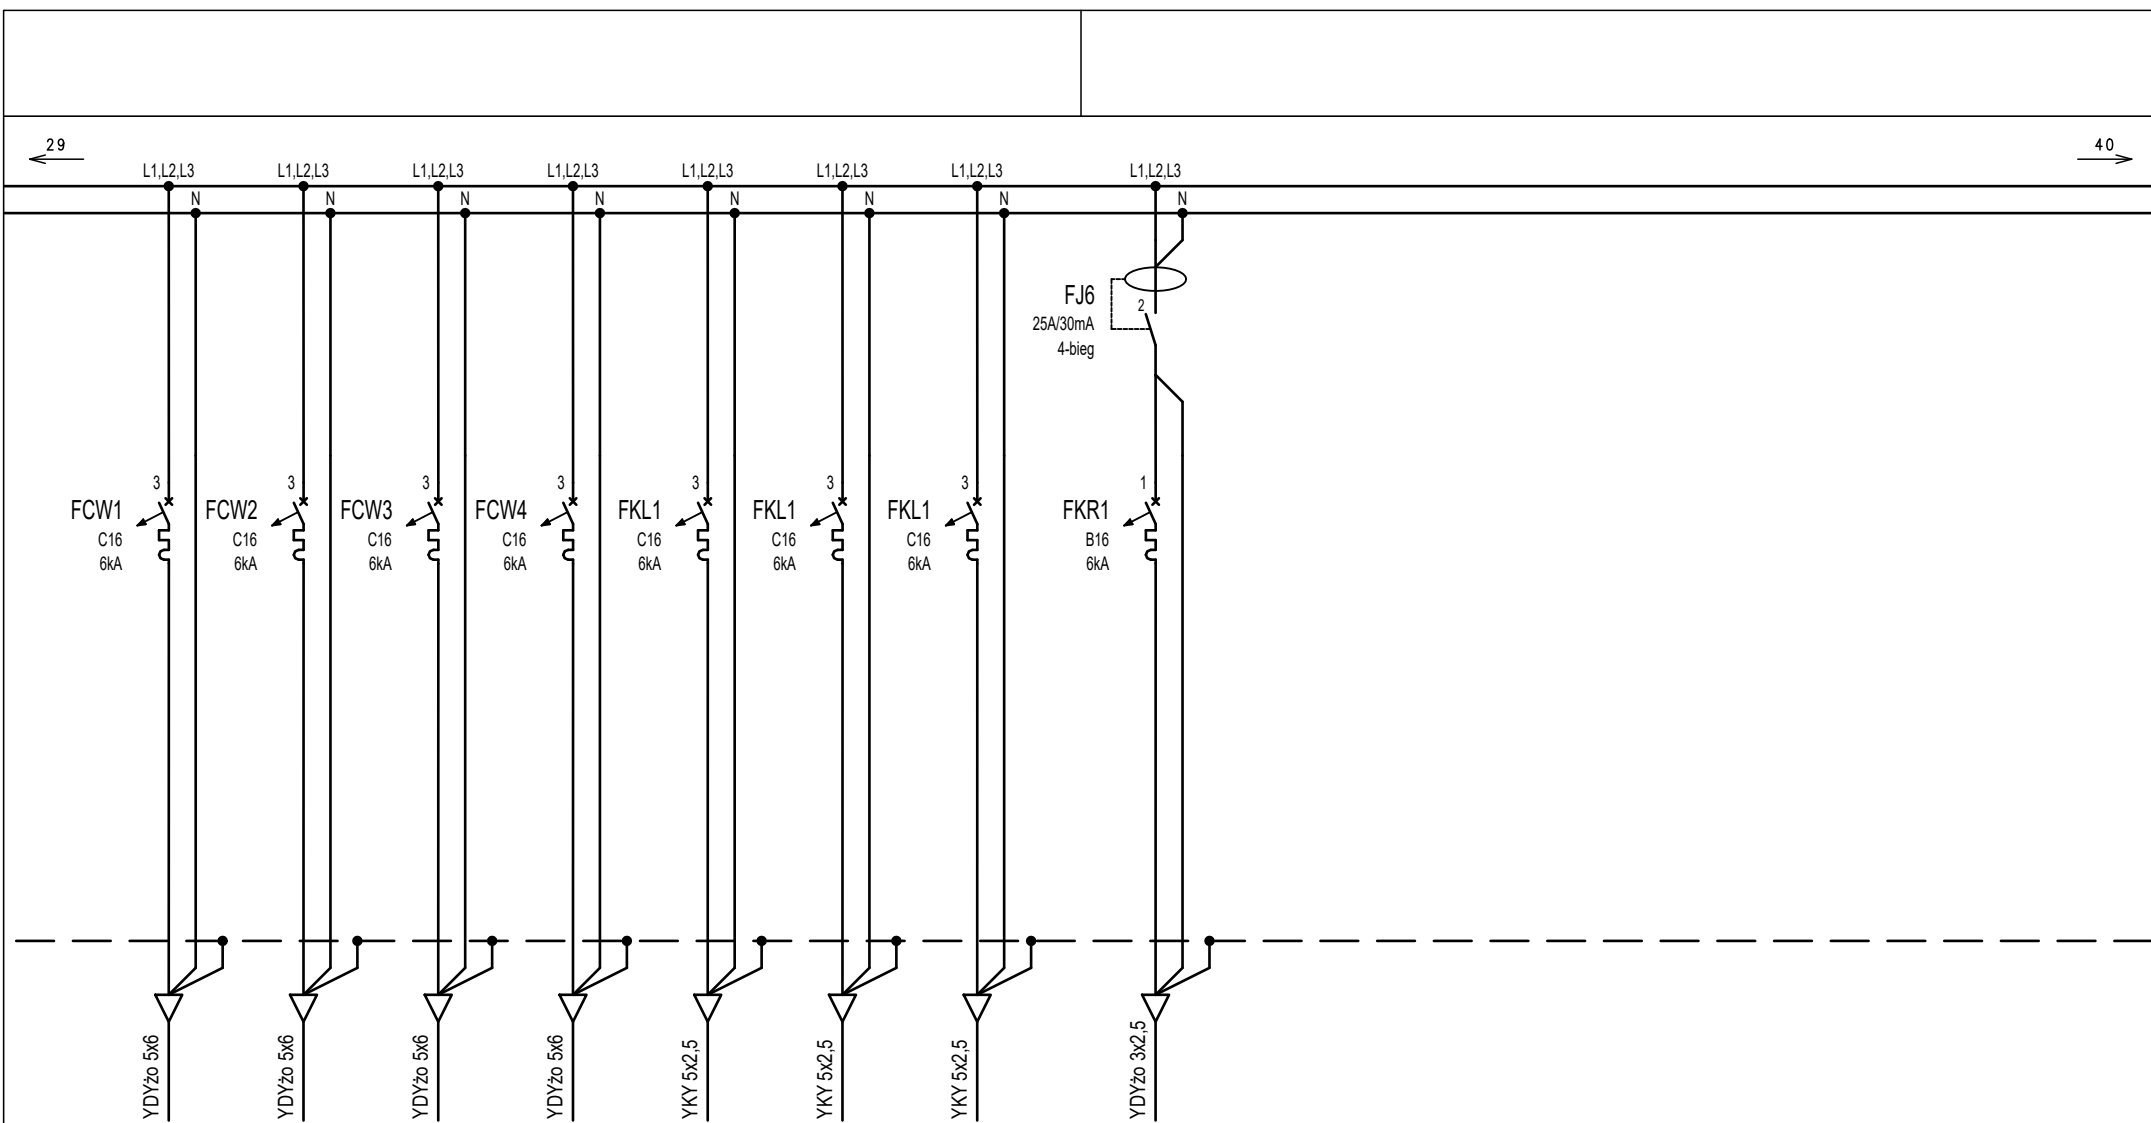 29
40
L1,L2,L3 L1,L2,L3 L1,L2,L3 L1,L2,L3 L1,L2,L3 L1,L2,L3 L1,L2,L3 L1,L2,L3
N N N N N N N N
FJ6
2
25A/30mA
4-bieg
3 3 3 3 3 3 3 1
FCW1 FCW2 FCW3 FCW4 FKL1 FKL1 FKL1 FKR1
C16 C16 C16 C16 C16 C16 C16 B16
6kA 6kA 6kA 6kA 6kA 6kA 6kA 6kA
YDYżo 5x6
YDYżo 5x6
YDYżo 5x6
YDYżo 5x6
YKY 5x2,5
YKY 5x2,5
YKY 5x2,5
YDYżo 3x2,5